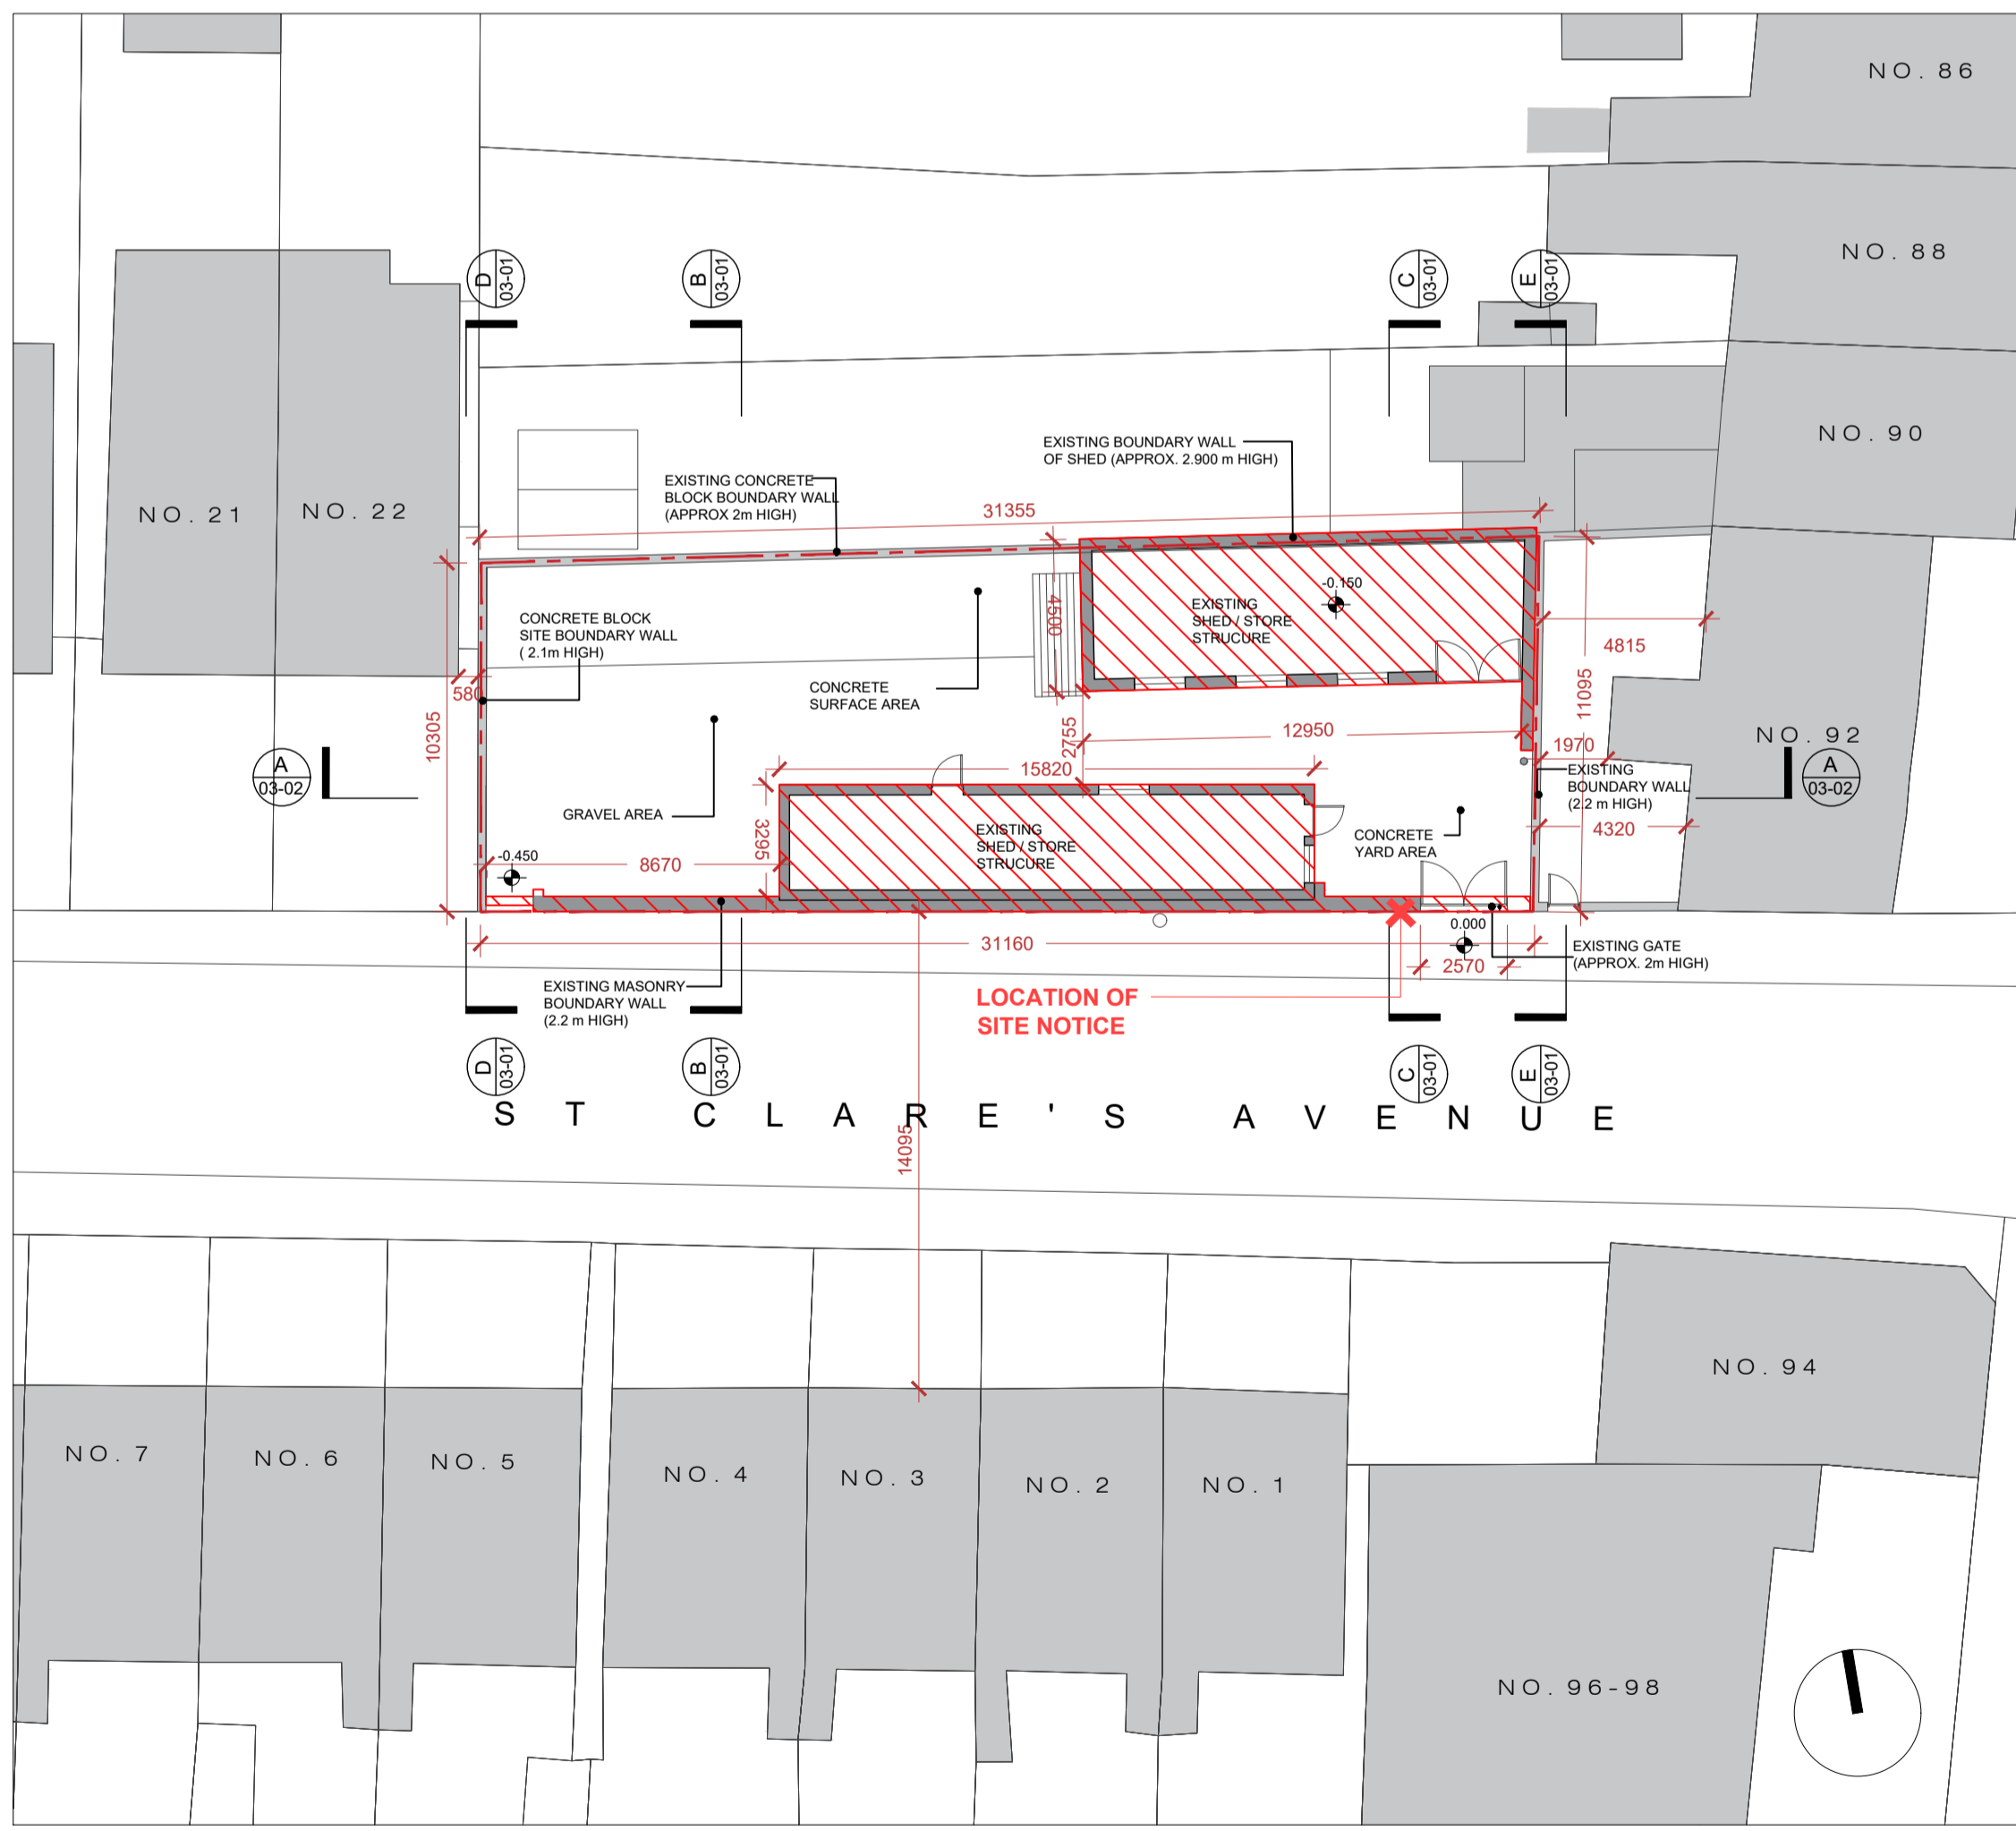 NO. 86
NO. 88
D
03-01
B
03-01
C
03-01
E
03-01
NO. 90
EXISTING BOUNDARY WALL
OF SHED (APPROX. 2.900 m HIGH)
EXISTING CONCRETE
BLOCK BOUNDARY WALL
(APPROX 2m HIGH)
NO. 21
NO. 22
31355
-0.150
4500
EXISTING
SHED / STORE
STRUCURE
CONCRETE BLOCK
SITE BOUNDARY WALL
( 2.1m HIGH)
4815
580
CONCRETE
SURFACE AREA
11095
10305
2755
12950
NO. 92
1970
A
03-02
15820
A
03-02
EXISTING
BOUNDARY WALL
(2.2 m HIGH)
GRAVEL AREA
3295
EXISTING
SHED / STORE
STRUCURE
CONCRETE
YARD AREA
4320
-0.450
8670
0.000
31160
EXISTING GATE
(APPROX. 2m HIGH)
2570
EXISTING MASONRY
BOUNDARY WALL
(2.2 m HIGH)
LOCATION OF
SITE NOTICE
D
03-01
B
03-01
C
03-01
E
03-01
ST CLARE'S AVENUE
14095
NO. 94
NO. 7
NO. 6
NO. 5
NO. 4
NO. 3
NO. 2
NO. 1
NO. 96-98